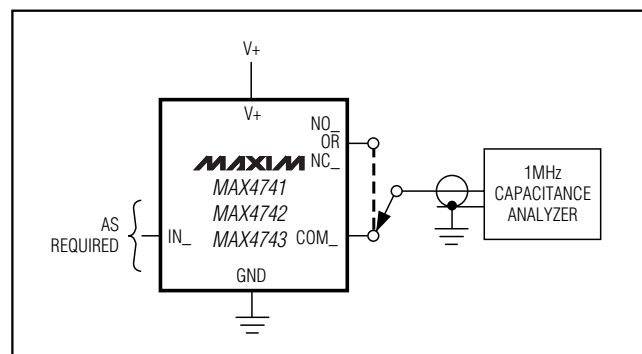 V+
V+
NO_
OR
NC_
MAXIM
MAX4741
MAX4742
MAX4743
AS
REQUIRED
IN_
COM_
GND
1MHz
CAPACITANCE
ANALYZER